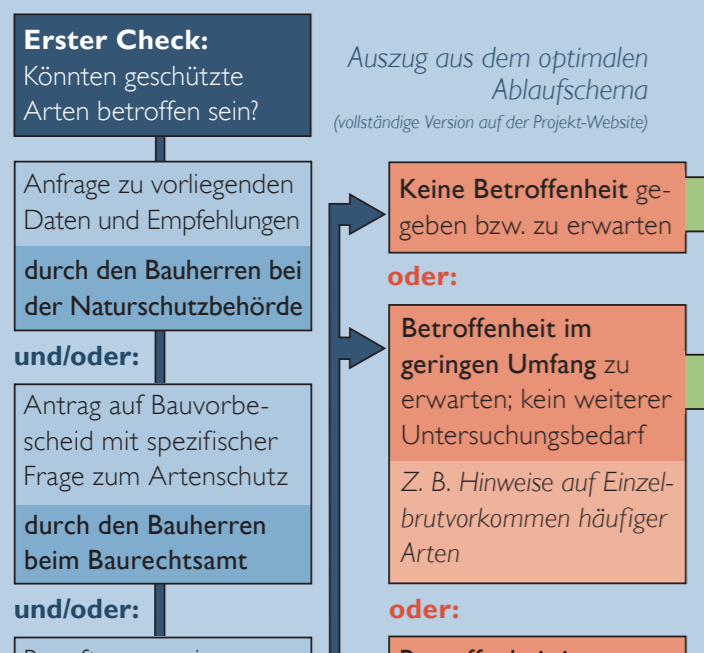 Erster Check:
Könnten geschützte
Arten betroffen sein?
Auszug aus dem optimalen
Ablaufschema
(vollständige Version auf der Projekt-Website)
Anfrage zu vorliegenden
Daten und Empfehlungen
durch den Bauherren bei
der Naturschutzbehörde
und/oder:
Antrag auf Bauvorbe-
scheid mit spezifischer
Frage zum Artenschutz
durch den Bauherren
beim Baurechtsamt
und/oder:
Keine Betroffenheit ge-
geben bzw. zu erwarten
oder:
Betroffenheit im
geringen Umfang zu
erwarten; kein weiterer
Untersuchungsbedarf
Z. B. Hinweise auf Einzel-
brutvorkommen häufiger
Arten
oder: